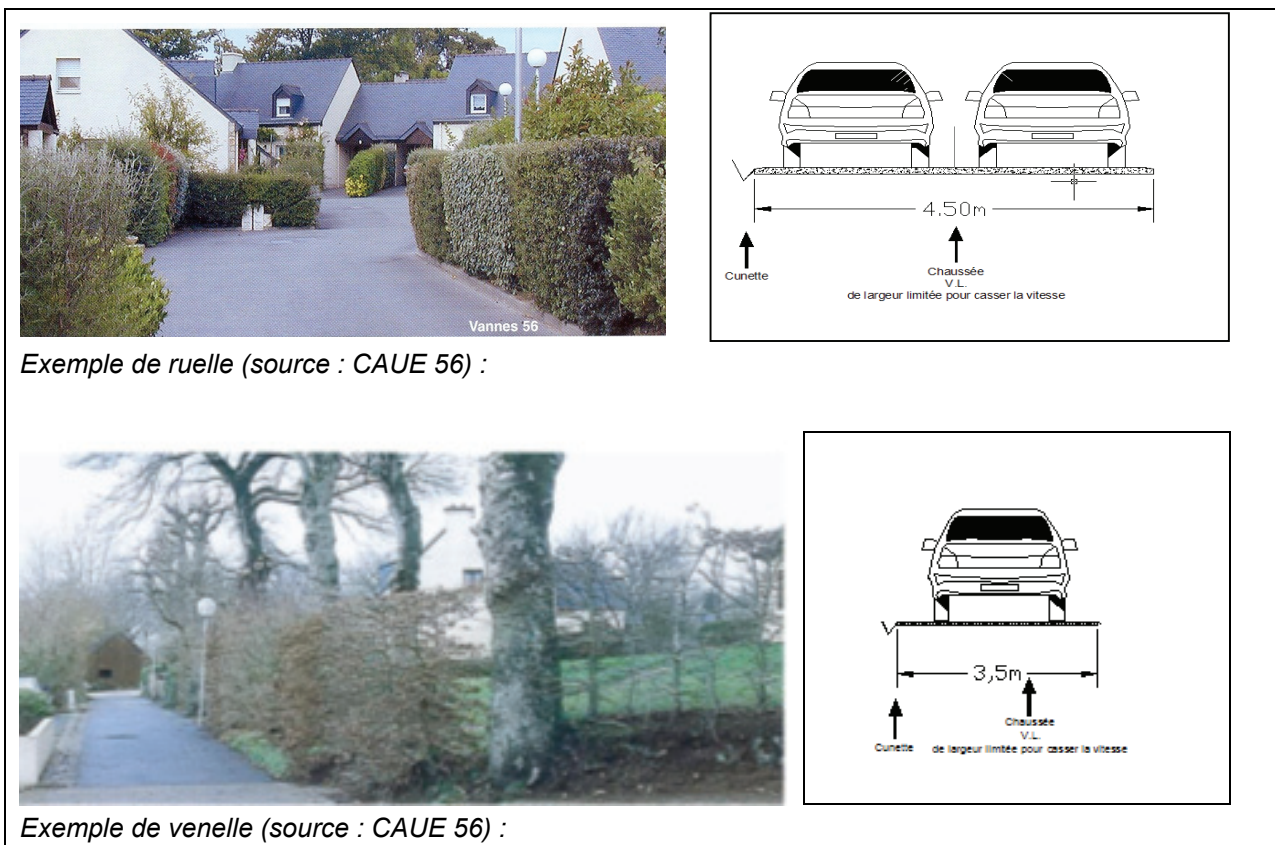 Vannes 56
4.50m
Cunette
Chaussée
V.L.
de largeur limitée pour casser la vitesse
Exemple de ruelle (source : CAUE 56) :
3,5m
Cunette
Chaussée
V.L.
de largeur limitée pour casser la vitesse
Exemple de venelle (source : CAUE 56) :